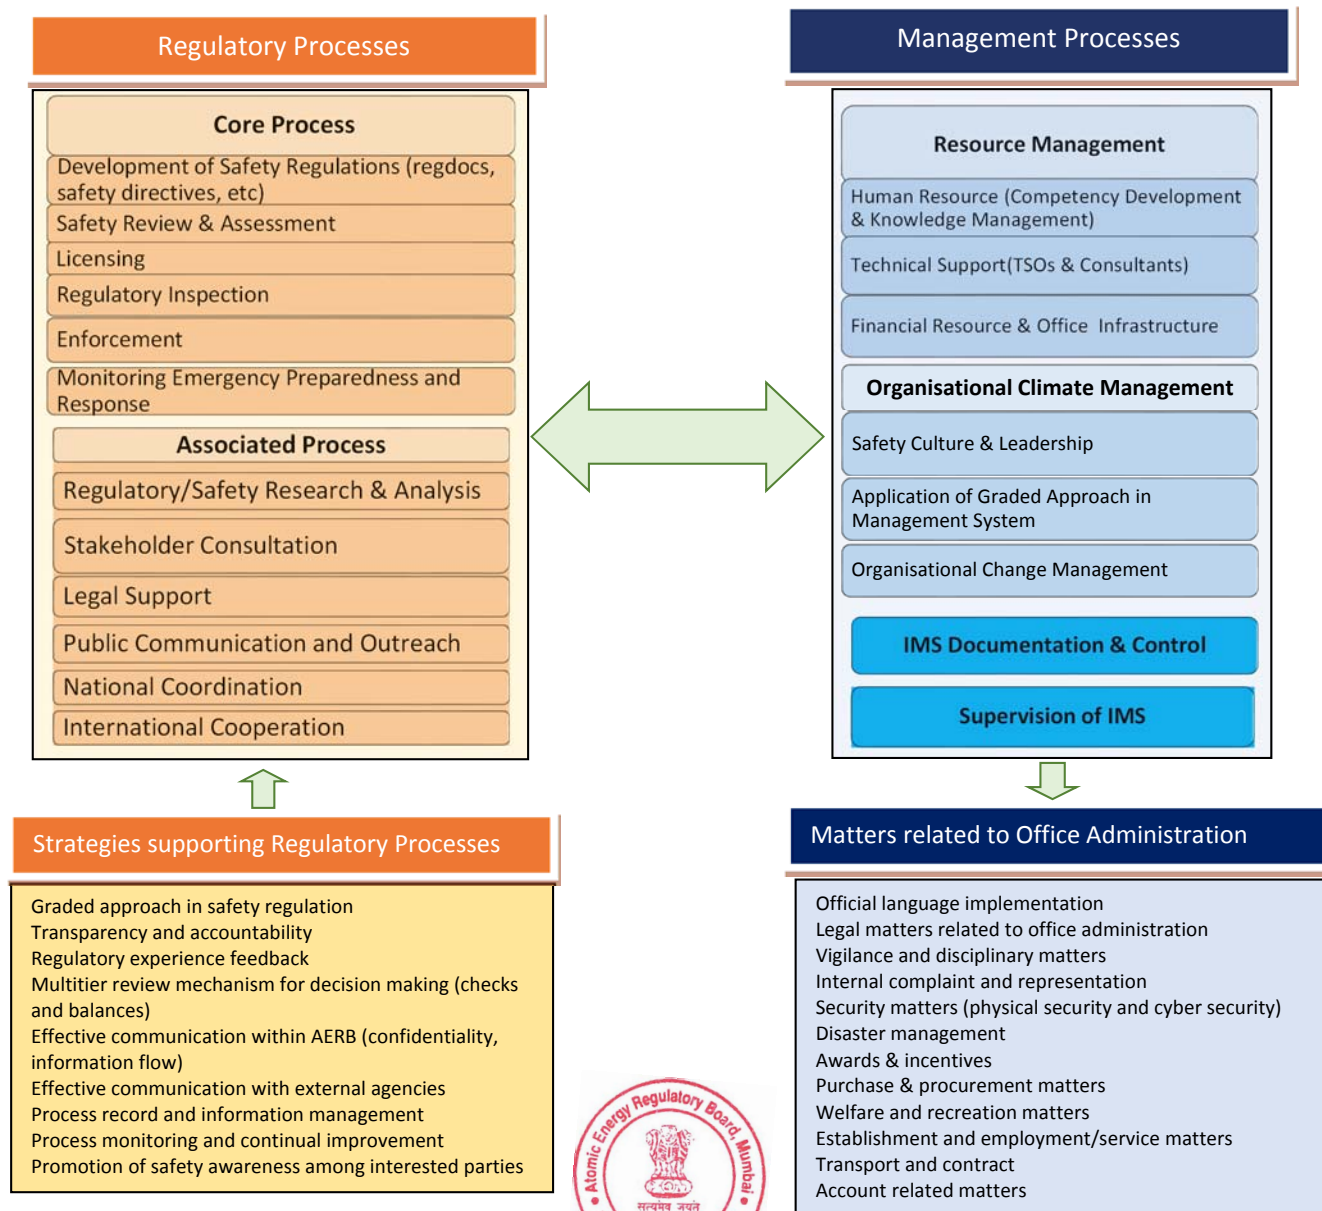 Regulatory Processes
Core Process
Development of Safety Regulations (regdocs,
safety directives, etc)
Safety Review & Assessment
Licensing
Regulatory Inspection
Enforcement
Monitoring Emergency Preparedness and
Response
Associated Process
Regulatory/Safety Research & Analysis
Stakeholder Consultation
Legal Support
Public Communication and Outreach
National Coordination
International Cooperation
Management Processes
Resource Management
Human Resource (Competency Development
& Knowledge Management)
Technical Support(TSOs & Consultants)
Financial Resource & Office Infrastructure
Organisational Climate Management
Safety Culture & Leadership
Application of Graded Approach in
Management System
Organisational Change Management
IMS Documentation & Control
Supervision of IMS
Strategies supporting Regulatory Processes
Graded approach in safety regulation
Transparency and accountability
Regulatory experience feedback
Multitier review mechanism for decision making (checks
and balances)
Effective communication within AERB (confidentiality,
information flow)
Effective communication with external agencies
Process record and information management
Process monitoring and continual improvement
Promotion of safety awareness among interested parties
Matters related to Office Administration
Official language implementation
Legal matters related to office administration
Vigilance and disciplinary matters
Internal complaint and representation
Security matters (physical security and cyber security)
Disaster management
Awards & incentives
Purchase & procurement matters
Welfare and recreation matters
Establishment and employment/service matters
Transport and contract
Account related matters
• Atomic Energy Regulatory Board, Mumbai •
सत्यमेव जयते